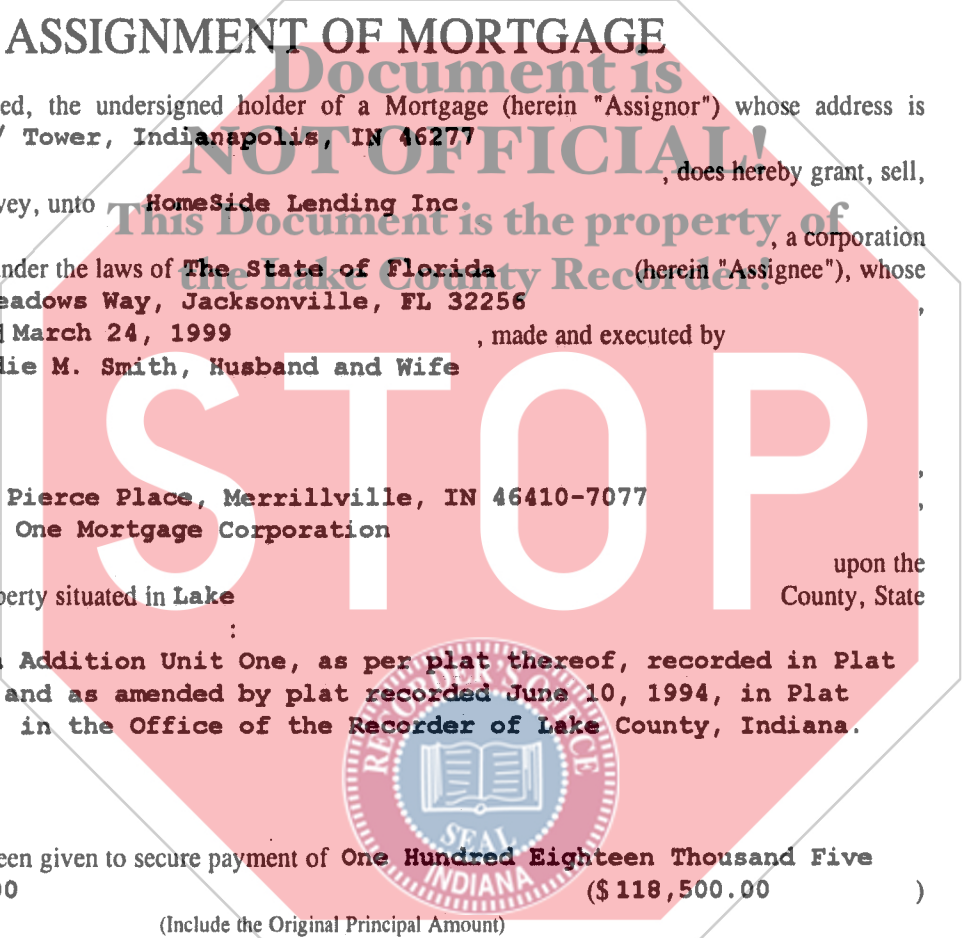 ASSIGNMENT OF MORTGAGE
Document is
ed, the undersigned holder of a Mortgage (herein "Assignor") whose address is
Tower, Indianapolis, IN 46277
NOT OFFICIAL!
, does hereby grant, sell,
vey, unto HomeSide Lending Inc
This Document is the property of
, a corporation
nder the laws of The State of Florida (herein "Assignee"), whose
the Lake County Recorder!
eadows Way, Jacksonville, FL 32256 ,
March 24, 1999 , made and executed by
die M. Smith, Husband and Wife
STOP
,
Pierce Place, Merrillville, IN 46410-7077 ,
One Mortgage Corporation
upon the
perty situated in Lake County, State
:
Addition Unit One, as per plat thereof, recorded in Plat
and as amended by plat recorded June 10, 1994, in Plat
in the Office of the Recorder of Lake County, Indiana.
RECORDER'S OFFICE
SEAL
INDIANA
een given to secure payment of One Hundred Eighteen Thousand Five
00 ($ 118,500.00 )
(Include the Original Principal Amount)